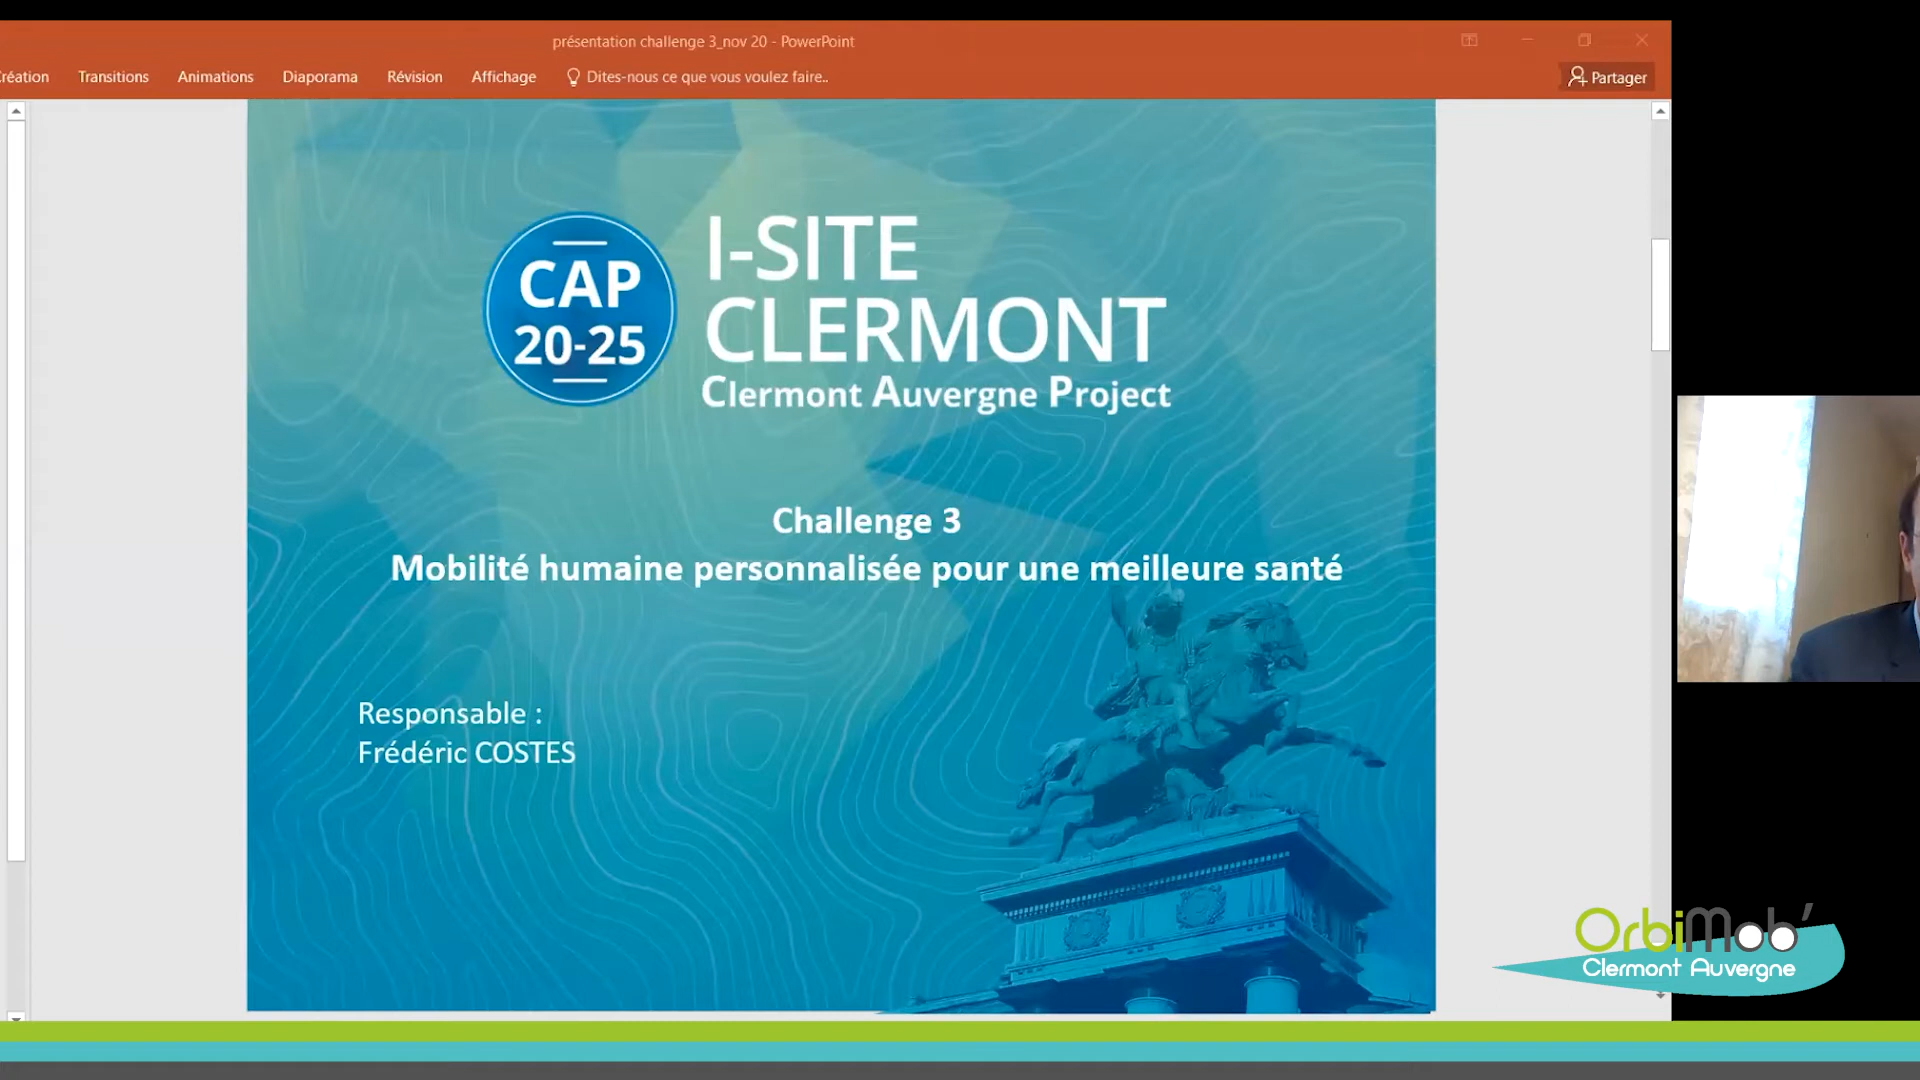 présentation challenge 3_nov 20 - PowerPoint
réation Transitions Animations Diaporama Révision Affichage Dites-nous ce que vous voulez faire.. Partager
CAP
20-25
I-SITE
CLERMONT
Clermont Auvergne Project
Challenge 3
Mobilité humaine personnalisée pour une meilleure santé
Responsable :
Frédéric COSTES
OrbiMob'
Clermont Auvergne